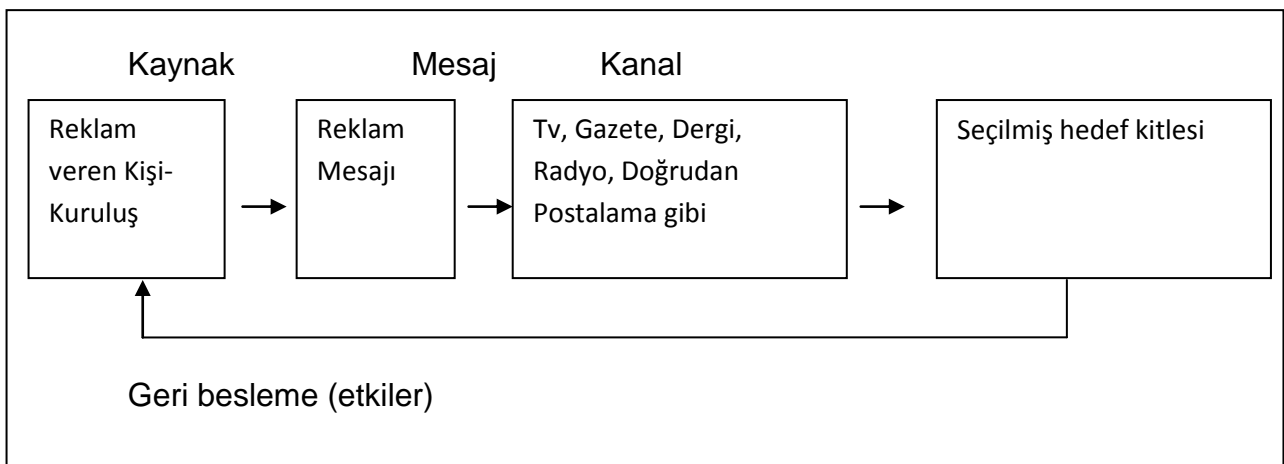 Kaynak Mesaj Kanal
Reklam
veren Kişi-
Kuruluş
Reklam
Mesajı
Tv, Gazete, Dergi,
Radyo, Doğrudan
Postalama gibi
Seçilmiş hedef kitlesi
Geri besleme (etkiler)